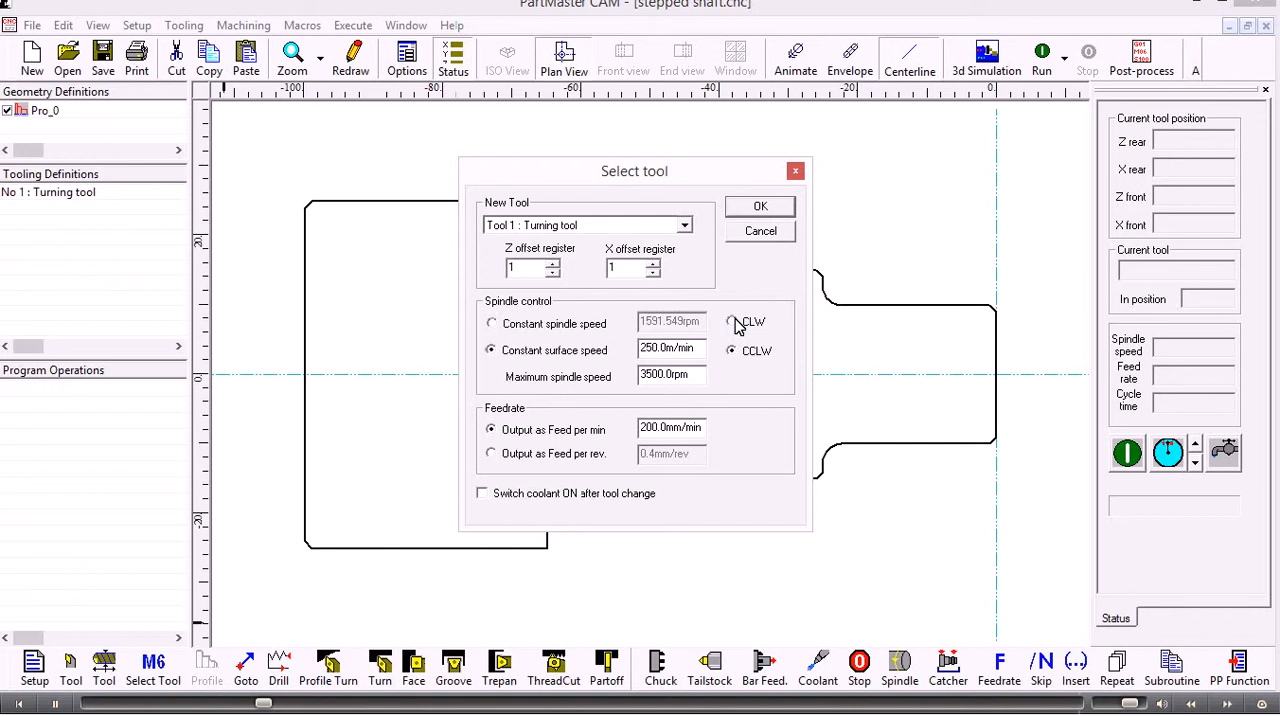 PartMaster CAM - [stepped shaft.cnc]
File Edit View Setup Tooling Machining Macros Execute Window Help
New Open Save Print Cut Copy Paste Zoom Redraw Options Status ISO View Plan View Front view End view Window Animate Envelope Centerline 3d Simulation Run Stop Post-process A
G01
M06
S100
Geometry Definitions
Pro_0
Tooling Definitions
No 1 : Turning tool
Program Operations
-100 -80 -60 -40 -20 0
20
0
-20
Select tool
New Tool
Tool 1 : Turning tool
Z offset register X offset register
1 1
OK
Cancel
Spindle control
Constant spindle speed 1591.549rpm CLW
Constant surface speed 250.0m/min CCLW
Maximum spindle speed 3500.0rpm
Feedrate
Output as Feed per min 200.0mm/min
Output as Feed per rev. 0.4mm/rev
Switch coolant ON after tool change
Current tool position
Z rear
X rear
Z front
X front
Current tool
In position
Spindle speed
Feed rate
Cycle time
Status
M6 F /N (..)
Setup Tool Tool Select Tool Profile Goto Drill Profile Turn Turn Face Groove Trepan ThreadCut Partoff Chuck Tailstock Bar Feed. Coolant Stop Spindle Catcher Feedrate Skip Insert Repeat Subroutine PP Function